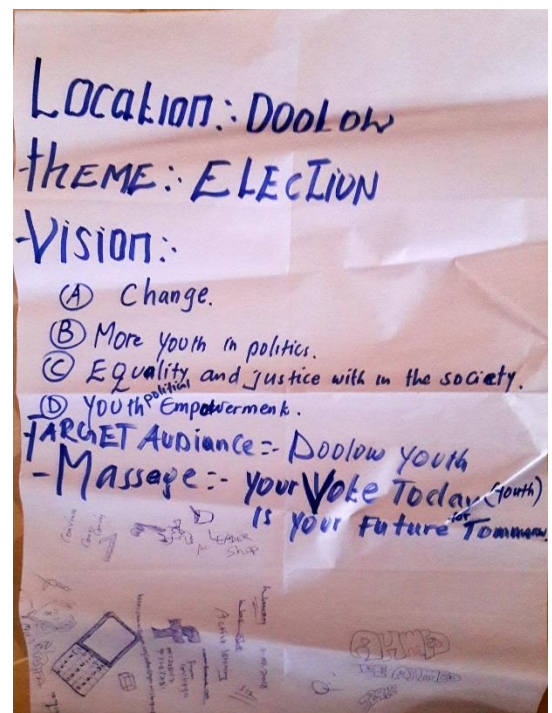 Location:- DOOLOW
-tHEME:- ELECTION
-Vision:-
(A) Change.
(B) More youth in politics.
(C) Equality and justice with in the society.
(D) YOUTH political Empowerment.
-TARGET AUDiANCE:- Doolow youth
-Massage:- your Vote Today (youth)
is your Future for Tommorow.